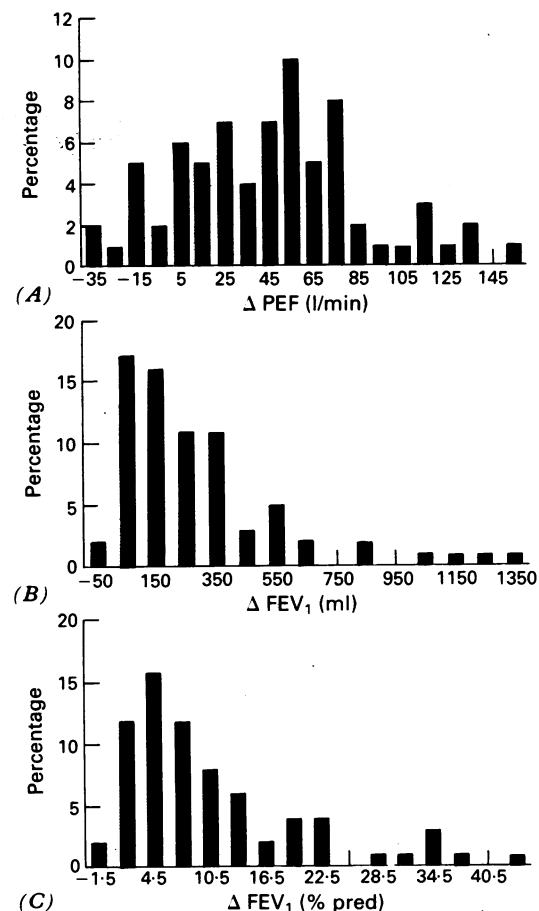 12
10
8
6
4
2
0
Percentage
−35 −15 5 25 45 65 85 105 125 145
(A)
Δ PEF (l/min)
20
15
10
5
0
Percentage
−50 150 350 550 750 950 1150 1350
(B)
Δ FEV₁ (ml)
20
15
10
5
0
Percentage
−1·5 4·5 10·5 16·5 22·5 28·5 34·5 40·5
(C)
Δ FEV₁ (% pred)